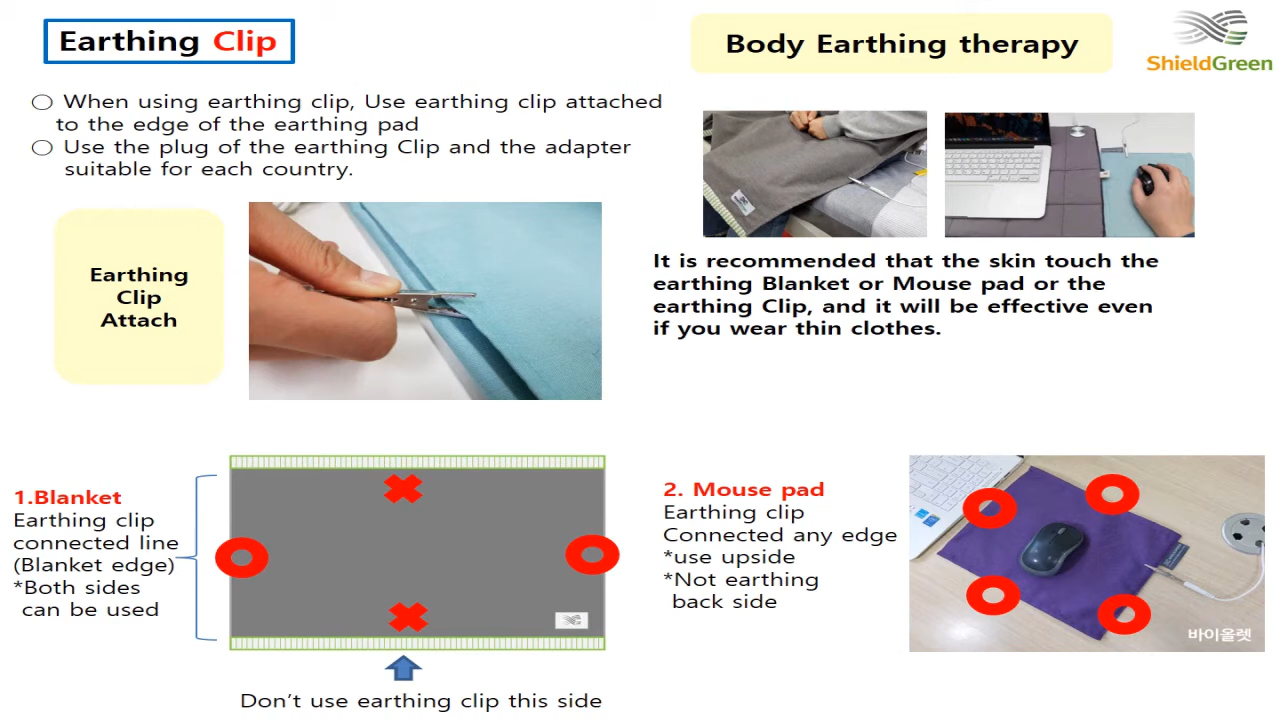 Earthing Clip
○ When using earthing clip, Use earthing clip attached
to the edge of the earthing pad
○ Use the plug of the earthing Clip and the adapter
suitable for each country.
Earthing
Clip
Attach
Body Earthing therapy
ShieldGreen
It is recommended that the skin touch the
earthing Blanket or Mouse pad or the
earthing Clip, and it will be effective even
if you wear thin clothes.
1.Blanket
Earthing clip
connected line
(Blanket edge)
*Both sides
can be used
Don't use earthing clip this side
2. Mouse pad
Earthing clip
Connected any edge
*use upside
*Not earthing
back side
바이올렛